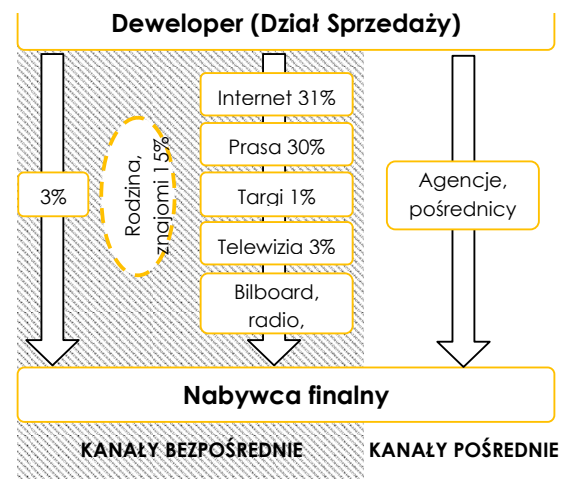 Deweloper (Dział Sprzedaży)
Internet 31%
Prasa 30%
Targi 1%
Telewizja 3%
Bilboard,
radio,
3%
Rodzina,
znajomi 15%
Agencje,
pośrednicy
Nabywca finalny
KANAŁY BEZPOŚREDNIE
KANAŁY POŚREDNIE